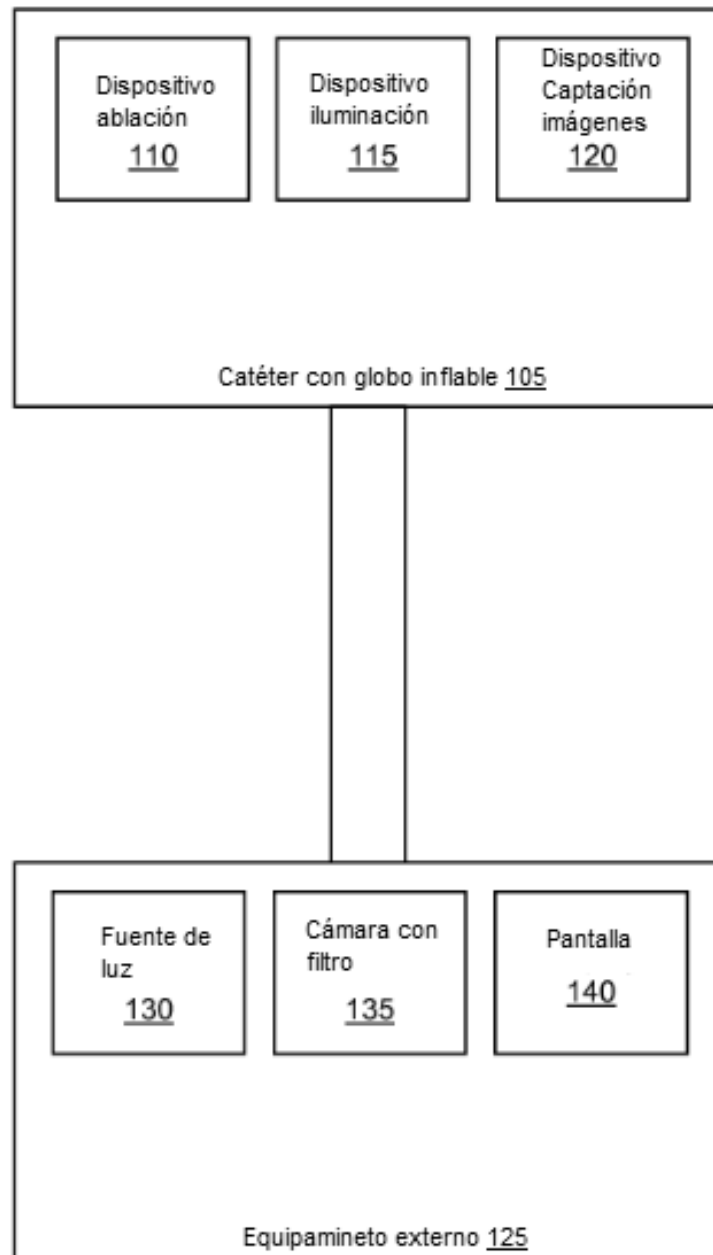 Dispositivo
ablación
110
Dispositivo
iluminación
115
Dispositivo
Captación
imágenes
120
Catéter con globo inflable 105
Fuente de
luz
130
Cámara con
filtro
135
Pantalla
140
Equipamineto externo 125